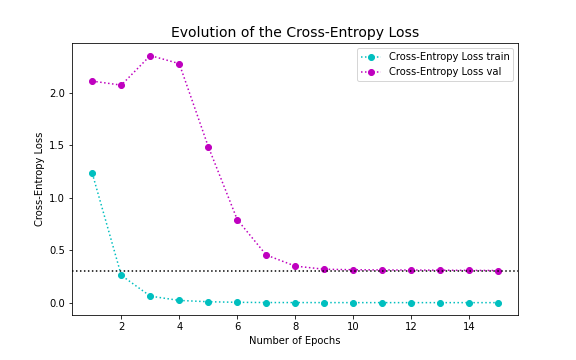 Evolution of the Cross-Entropy Loss
Cross-Entropy Loss train
Cross-Entropy Loss val
Cross-Entropy Loss
2.0
1.5
1.0
0.5
0.0
2 4 6 8 10 12 14
Number of Epochs